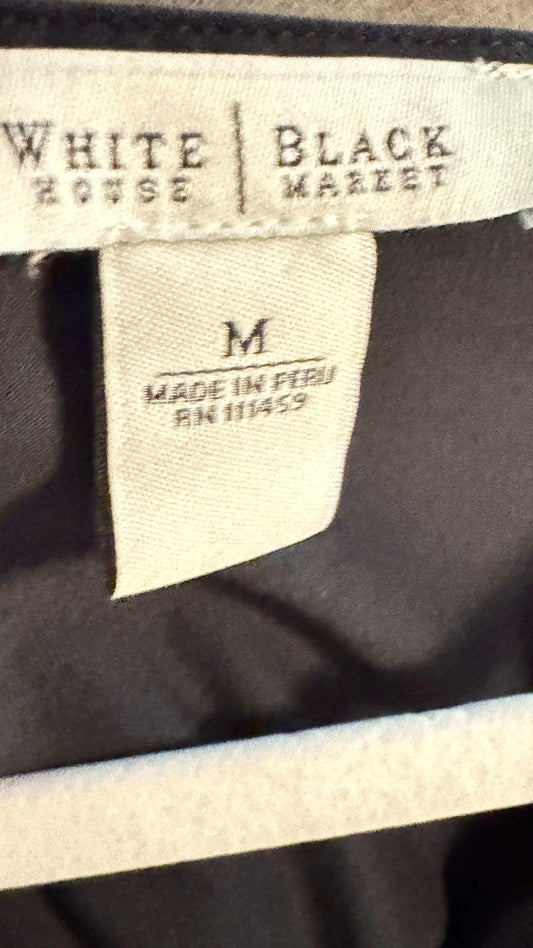 WHITE | BLACK
HOUSE MARKET
M
MADE IN PERU
RN 111459